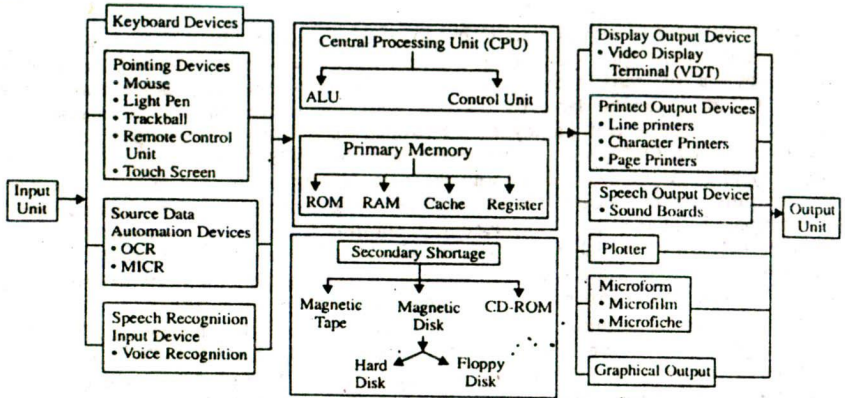 Input
Unit
Keyboard Devices
Pointing Devices
• Mouse
• Light Pen
• Trackball
• Remote Control
Unit
• Touch Screen
Source Data
Automation Devices
• OCR
• MICR
Speech Recognition
Input Device
• Voice Recognition
Central Processing Unit (CPU)
ALU Control Unit
Primary Memory
ROM RAM Cache Register
Secondary Shortage
Magnetic
Tape
Magnetic
Disk
CD-ROM
Hard
Disk
Floppy
Disk
Display Output Device
• Video Display
Terminal (VDT)
Printed Output Devices
• Line printers
• Character Printers
• Page Printers
Speech Output Device
• Sound Boards
Plotter
Microform
• Microfilm
• Microfiche
Graphical Output
Output
Unit